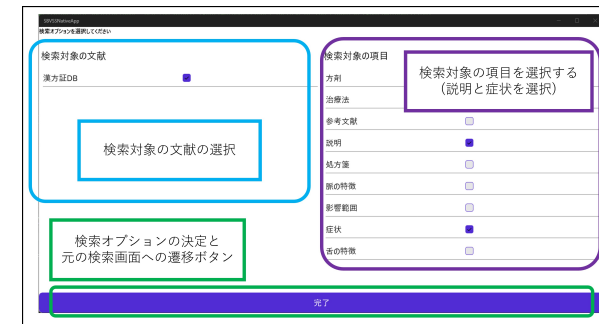 SBVS3NativeApp
検索オプションを選択してください
検索対象の文献
漢方証DB
検索対象の文献の選択
検索対象の項目
方剤
治療法
参考文献
説明
処方箋
脈の特徴
影響範囲
症状
舌の特徴
検索対象の項目を選択する
(説明と症状を選択)
検索オプションの決定と
元の検索画面への遷移ボタン
完了